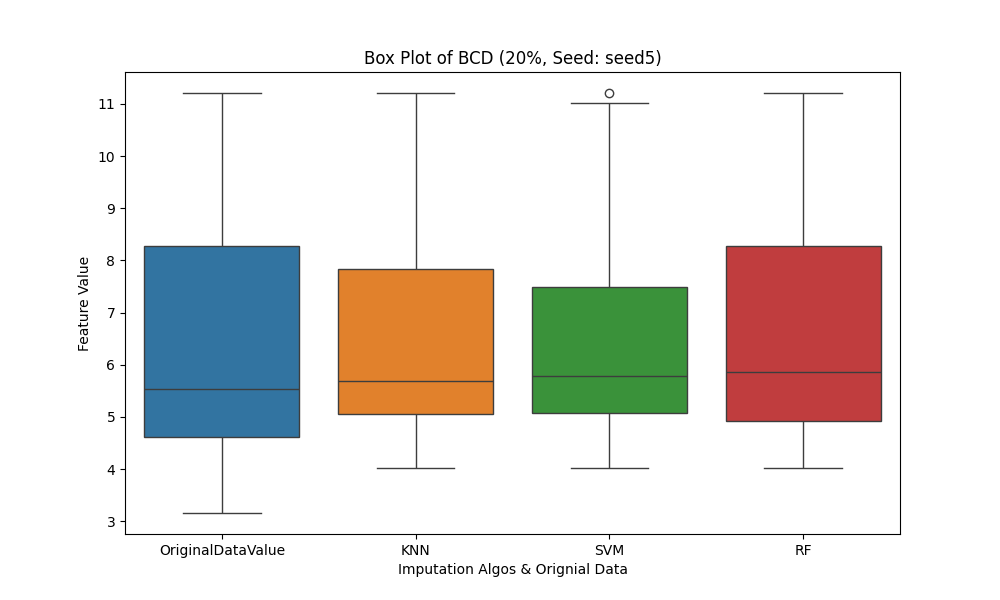 Box Plot of BCD (20%, Seed: seed5)
11
10
9
8
7
6
5
4
3
Feature Value
OriginalDataValue
KNN
SVM
RF
Imputation Algos & Orignial Data